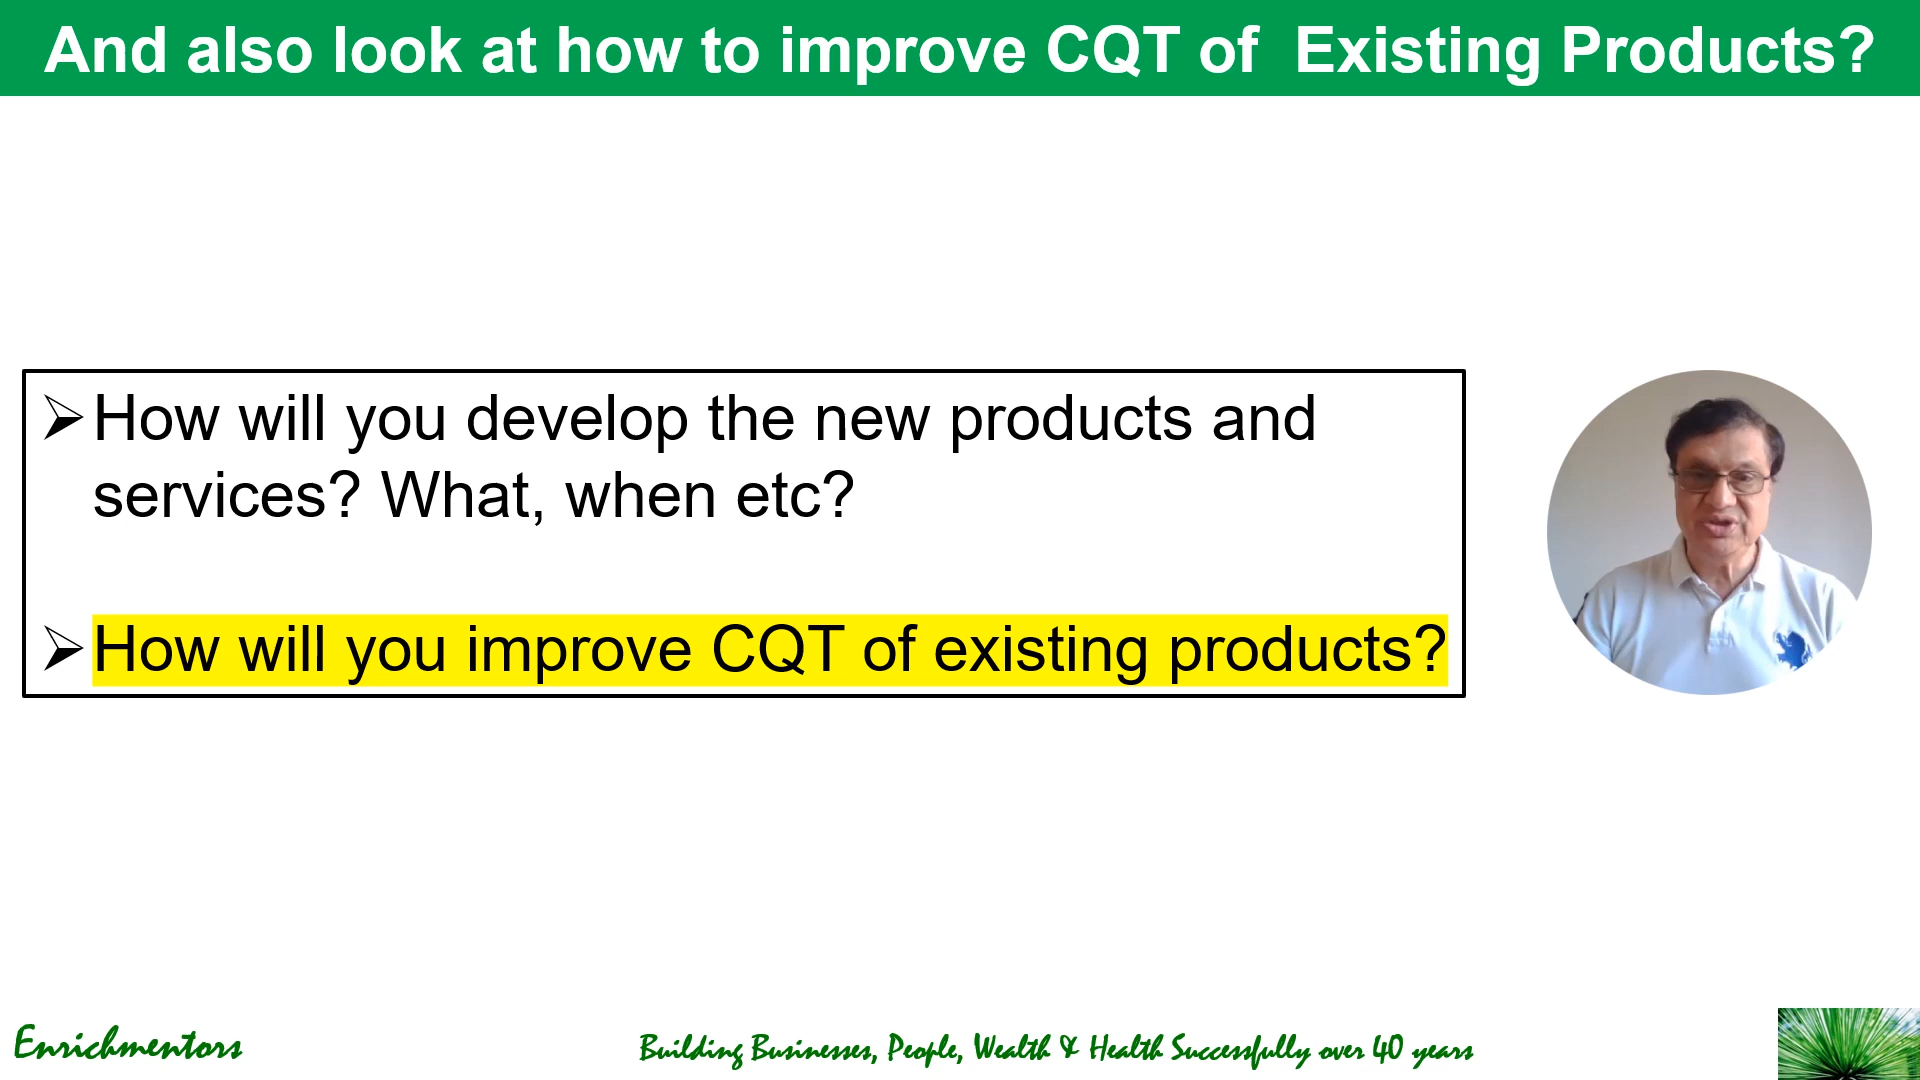 And also look at how to improve CQT of  Existing Products?
➢How will you develop the new products and
services? What, when etc?
➢How will you improve CQT of existing products?
Enrichmentors
Building Businesses, People, Wealth & Health Successfully over 40 years